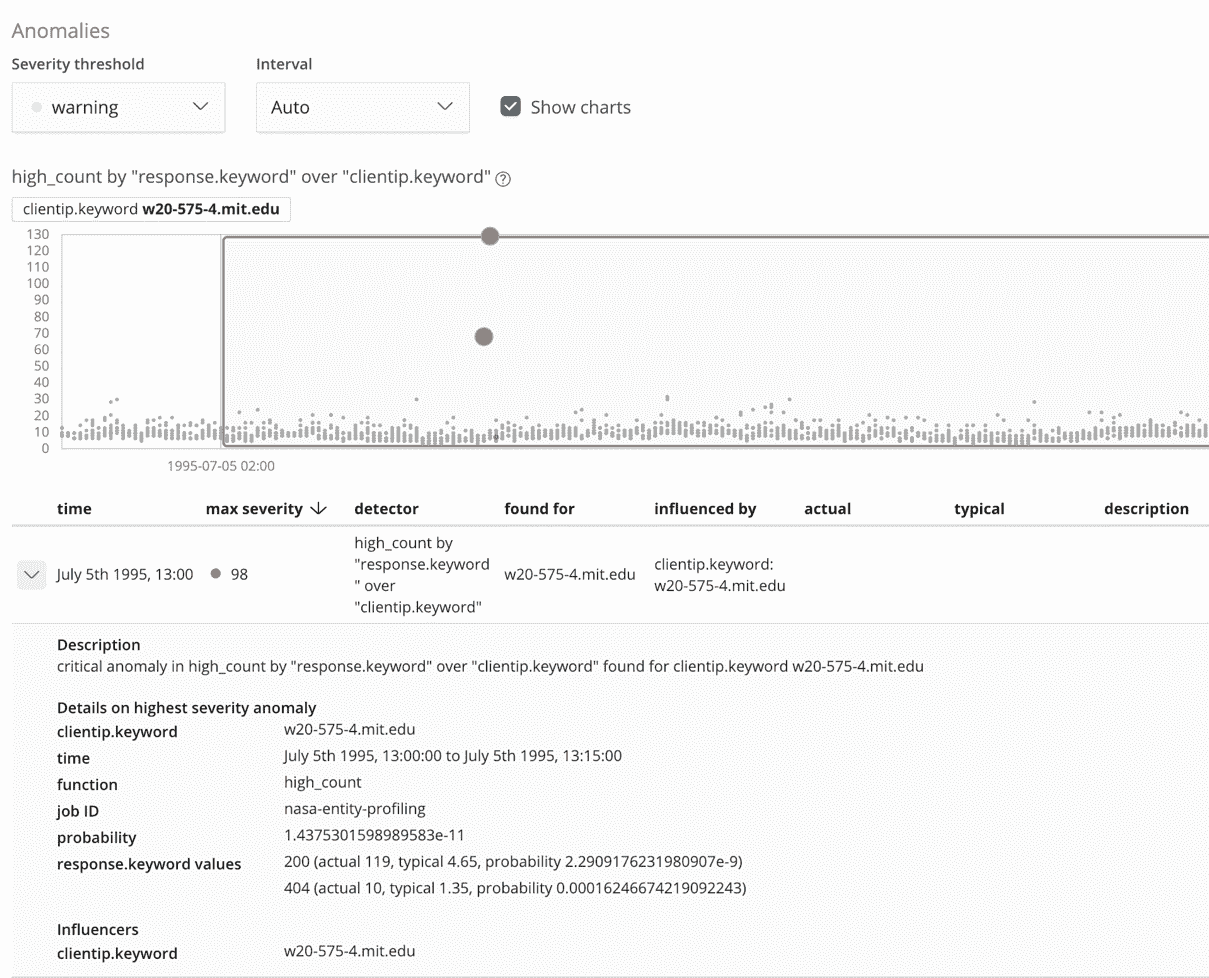 Anomalies
Severity threshold Interval
warning Auto Show charts
high_count by "response.keyword" over "clientip.keyword" ?
clientip.keyword w20-575-4.mit.edu
130
120
110
100
90
80
70
60
50
40
30
20
10
0
1995-07-05 02:00
time max severity detector found for influenced by actual typical description
July 5th 1995, 13:00 98 high_count by "response.keyword" over "clientip.keyword" w20-575-4.mit.edu clientip.keyword: w20-575-4.mit.edu
Description
critical anomaly in high_count by "response.keyword" over "clientip.keyword" found for clientip.keyword w20-575-4.mit.edu
Details on highest severity anomaly
clientip.keyword w20-575-4.mit.edu
time July 5th 1995, 13:00:00 to July 5th 1995, 13:15:00
function high_count
job ID nasa-entity-profiling
probability 1.4375301598989583e-11
response.keyword values 200 (actual 119, typical 4.65, probability 2.2909176231980907e-9)
404 (actual 10, typical 1.35, probability 0.00016246674219092243)
Influencers
clientip.keyword w20-575-4.mit.edu